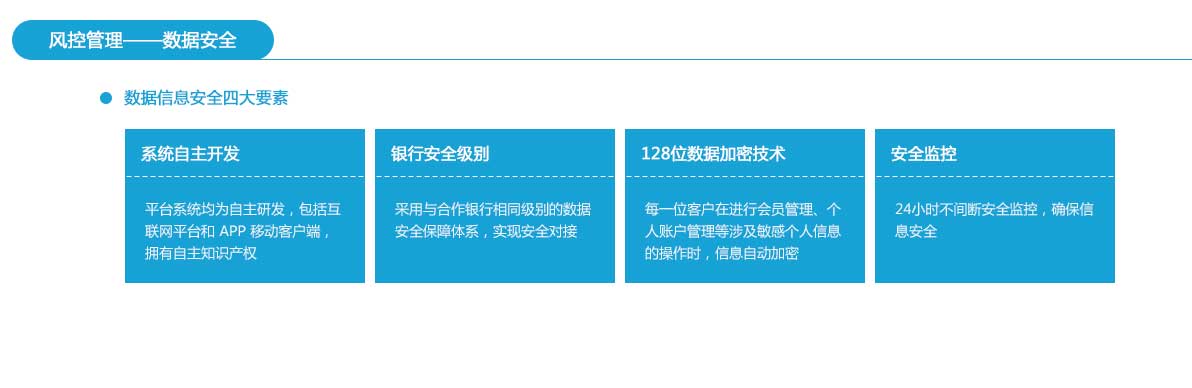 风控管理——数据安全
数据信息安全四大要素
系统自主开发
平台系统均为自主研发，包括互
联网平台和 APP 移动客户端，
拥有自主知识产权
银行安全级别
采用与合作银行相同级别的数据
安全保障体系，实现安全对接
128位数据加密技术
每一位客户在进行会员管理、个
人账户管理等涉及敏感个人信息
的操作时，信息自动加密
安全监控
24小时不间断安全监控，确保信
息安全